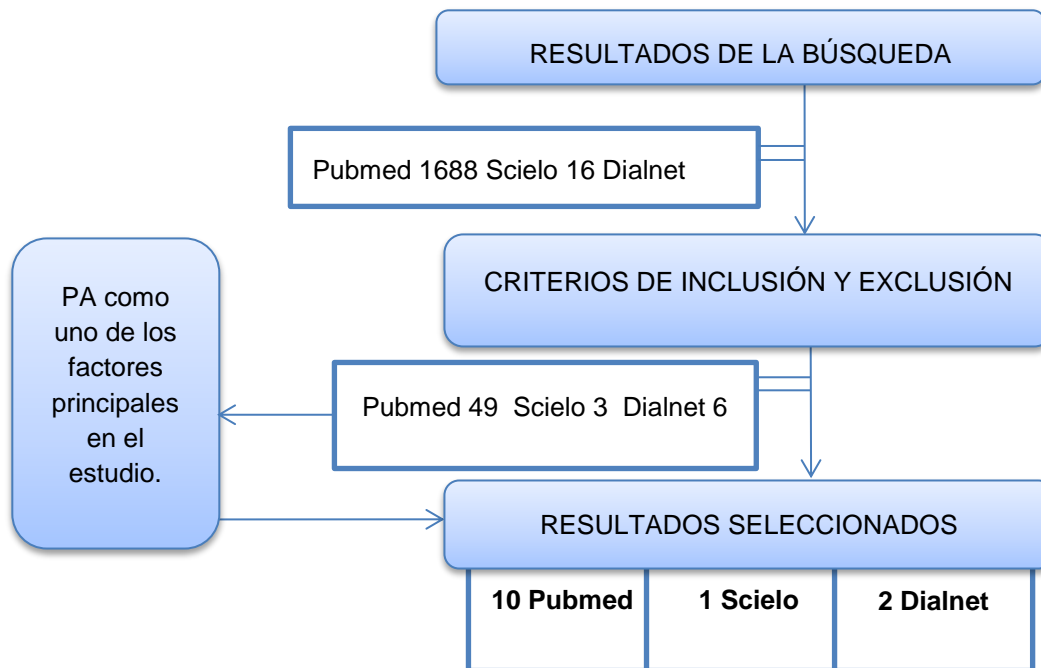 RESULTADOS DE LA BÚSQUEDA
Pubmed 1688 Scielo 16 Dialnet
CRITERIOS DE INCLUSIÓN Y EXCLUSIÓN
PA como
uno de los
factores
principales
en el
estudio.
Pubmed 49 Scielo 3 Dialnet 6
RESULTADOS SELECCIONADOS
10 Pubmed
1 Scielo
2 Dialnet